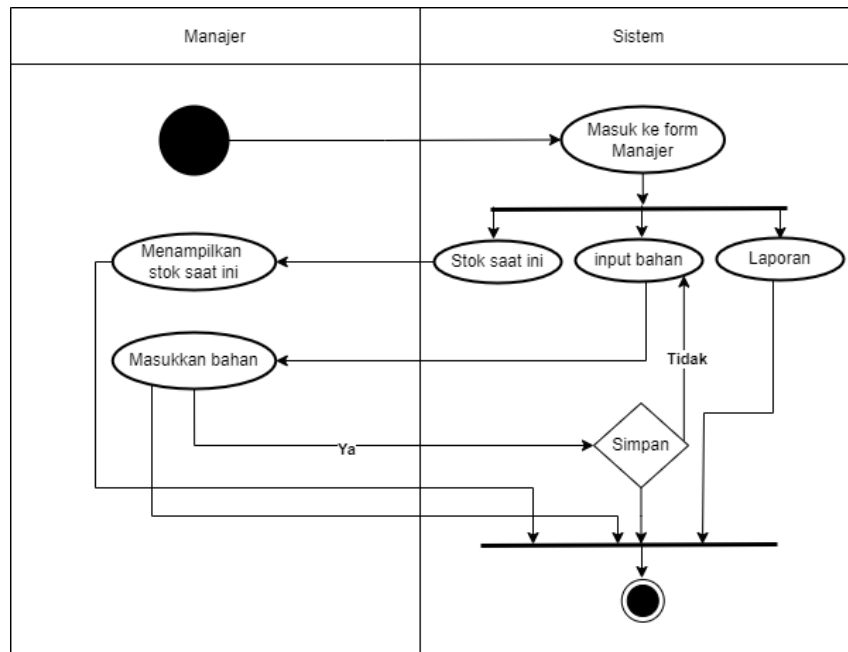 Manajer
Sistem
Masuk ke form
Manajer
Menampilkan
stok saat ini
Stok saat ini
input bahan
Laporan
Masukkan bahan
Tidak
Ya
Simpan